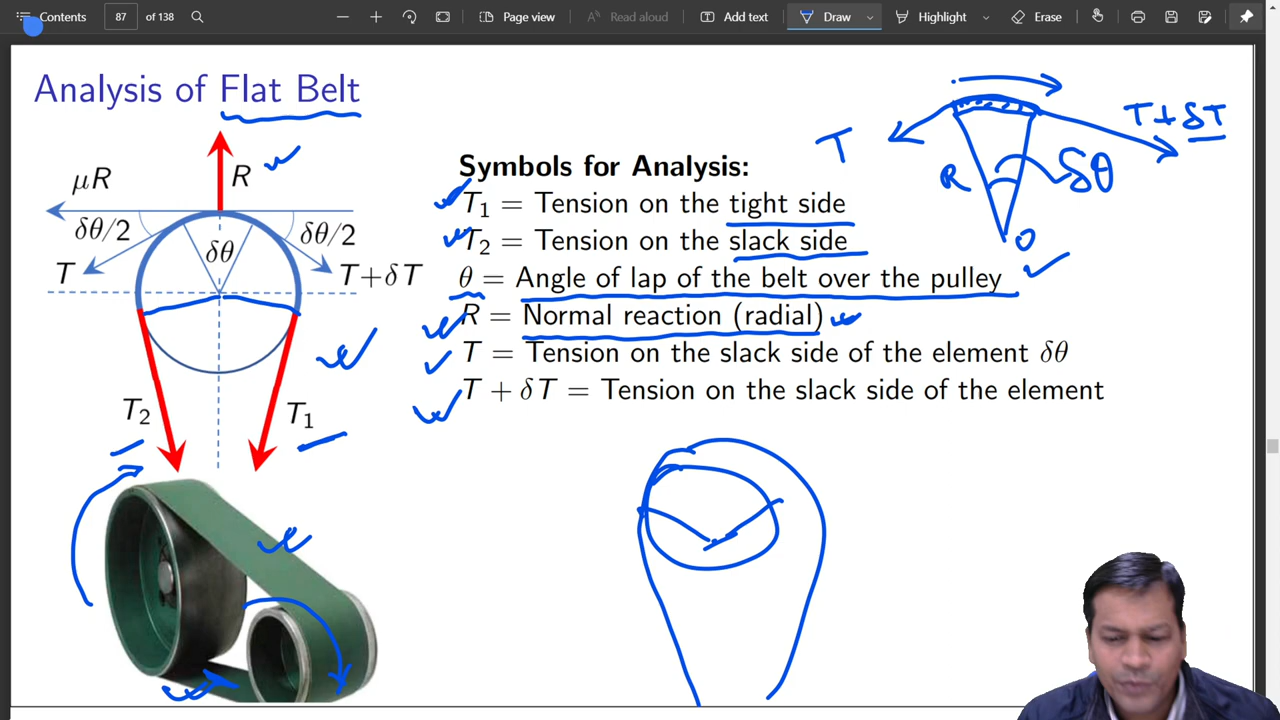 Contents
87
of 138
Page view
Read aloud
Add text
Draw
Highlight
Erase
Analysis of Flat Belt
μR
R
δθ/2
δθ
δθ/2
T
T+δT
T₂
T₁
Symbols for Analysis:
T₁ = Tension on the tight side
T₂ = Tension on the slack side
θ = Angle of lap of the belt over the pulley
R = Normal reaction (radial)
T = Tension on the slack side of the element δθ
T + δT = Tension on the slack side of the element
T
T+δT
R
δθ
O